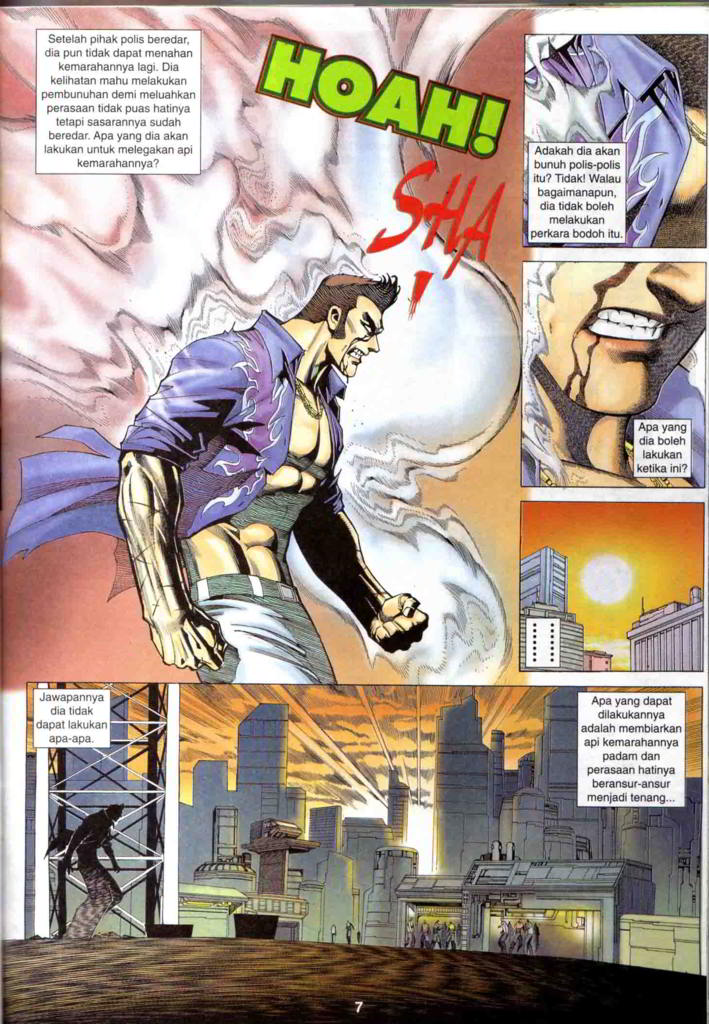 Setelah pihak polis beredar,
dia pun tidak dapat menahan
kemarahannya lagi. Dia
kelihatan mahu melakukan
pembunuhan demi meluahkan
perasaan tidak puas hatinya
tetapi sasarannya sudah
beredar. Apa yang dia akan
lakukan untuk melegakan api
kemarahannya?
HOAH!
SHA
!
Adakah dia akan
bunuh polis-polis
itu? Tidak! Walau
bagaimanapun,
dia tidak boleh
melakukan
perkara bodoh itu.
Apa yang
dia boleh
lakukan
ketika ini?
Jawapannya
dia tidak
dapat lakukan
apa-apa.
Apa yang dapat
dilakukannya
adalah membiarkan
api kemarahannya
padam dan
perasaan hatinya
beransur-ansur
menjadi tenang...
7